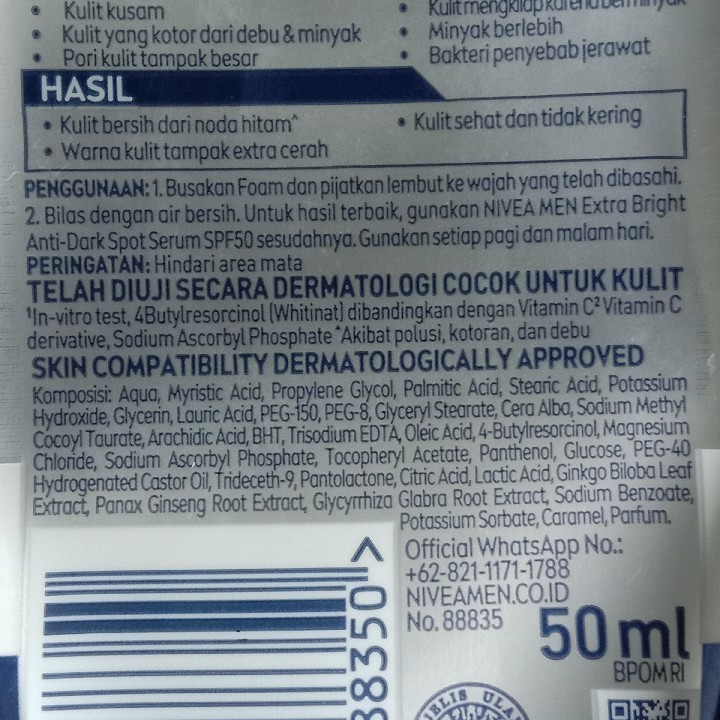 • Kulit kusam
• Kulit mengkilap karena berminyak
• Kulit yang kotor dari debu & minyak
• Minyak berlebih
• Pori kulit tampak besar
• Bakteri penyebab jerawat
HASIL
• Kulit bersih dari noda hitam^
• Kulit sehat dan tidak kering
• Warna kulit tampak extra cerah
PENGGUNAAN: 1. Busakan Foam dan pijatkan lembut ke wajah yang telah dibasahi.
2. Bilas dengan air bersih. Untuk hasil terbaik, gunakan NIVEA MEN Extra Bright
Anti-Dark Spot Serum SPF50 sesudahnya. Gunakan setiap pagi dan malam hari.
PERINGATAN: Hindari area mata
TELAH DIUJI SECARA DERMATOLOGI COCOK UNTUK KULIT
¹In-vitro test, 4Butylresorcinol (Whitinat) dibandingkan dengan Vitamin C ²Vitamin C
derivative, Sodium Ascorbyl Phosphate ^Akibat polusi, kotoran, dan debu
SKIN COMPATIBILITY DERMATOLOGICALLY APPROVED
Komposisi: Aqua, Myristic Acid, Propylene Glycol, Palmitic Acid, Stearic Acid, Potassium
Hydroxide, Glycerin, Lauric Acid, PEG-150, PEG-8, Glyceryl Stearate, Cera Alba, Sodium Methyl
Cocoyl Taurate, Arachidic Acid, BHT, Trisodium EDTA, Oleic Acid, 4-Butylresorcinol, Magnesium
Chloride, Sodium Ascorbyl Phosphate, Tocopheryl Acetate, Panthenol, Glucose, PEG-40
Hydrogenated Castor Oil, Trideceth-9, Pantolactone, Citric Acid, Lactic Acid, Ginkgo Biloba Leaf
Extract, Panax Ginseng Root Extract, Glycyrrhiza Glabra Root Extract, Sodium Benzoate,
Potassium Sorbate, Caramel, Parfum.
Official WhatsApp No.:
+62-821-1171-1788
NIVEAMEN.CO.ID
No. 88835
50 ml
BPOM RI
88350 >
ELIS ULA